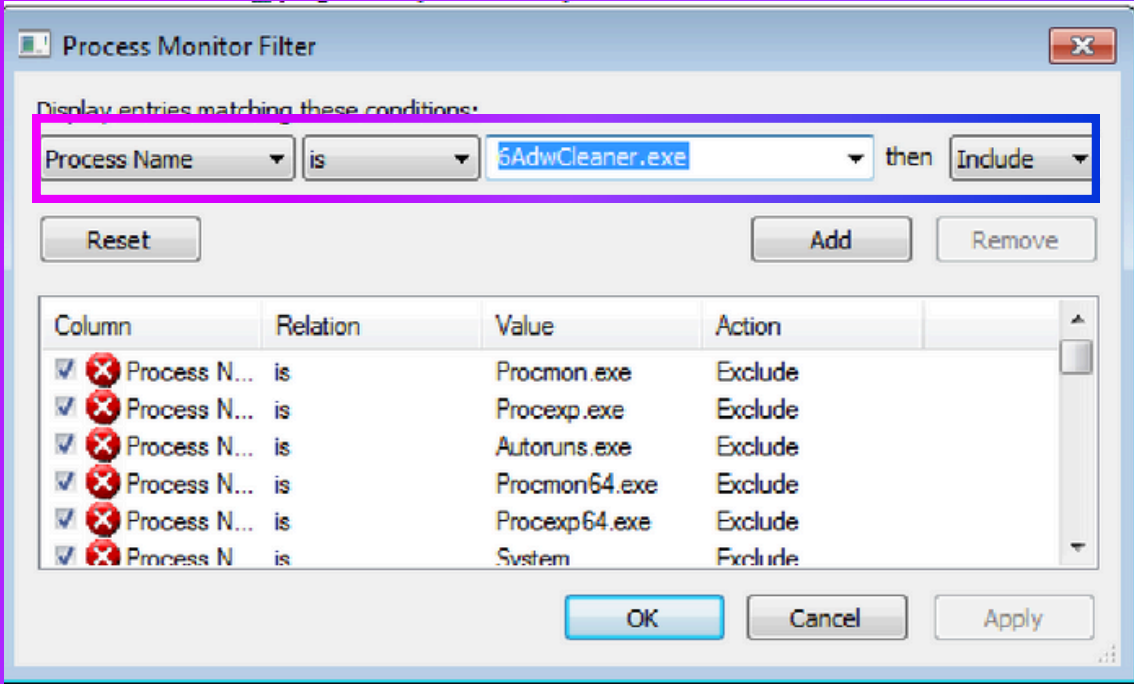 Process Monitor Filter
Display entries matching these conditions:
Process Name is 6AdwCleaner.exe then Include
Reset Add Remove
Column Relation Value Action
Process N... is Procmon.exe Exclude
Process N... is Procexp.exe Exclude
Process N... is Autoruns.exe Exclude
Process N... is Procmon64.exe Exclude
Process N... is Procexp64.exe Exclude
Process N is System Exclude
OK Cancel Apply